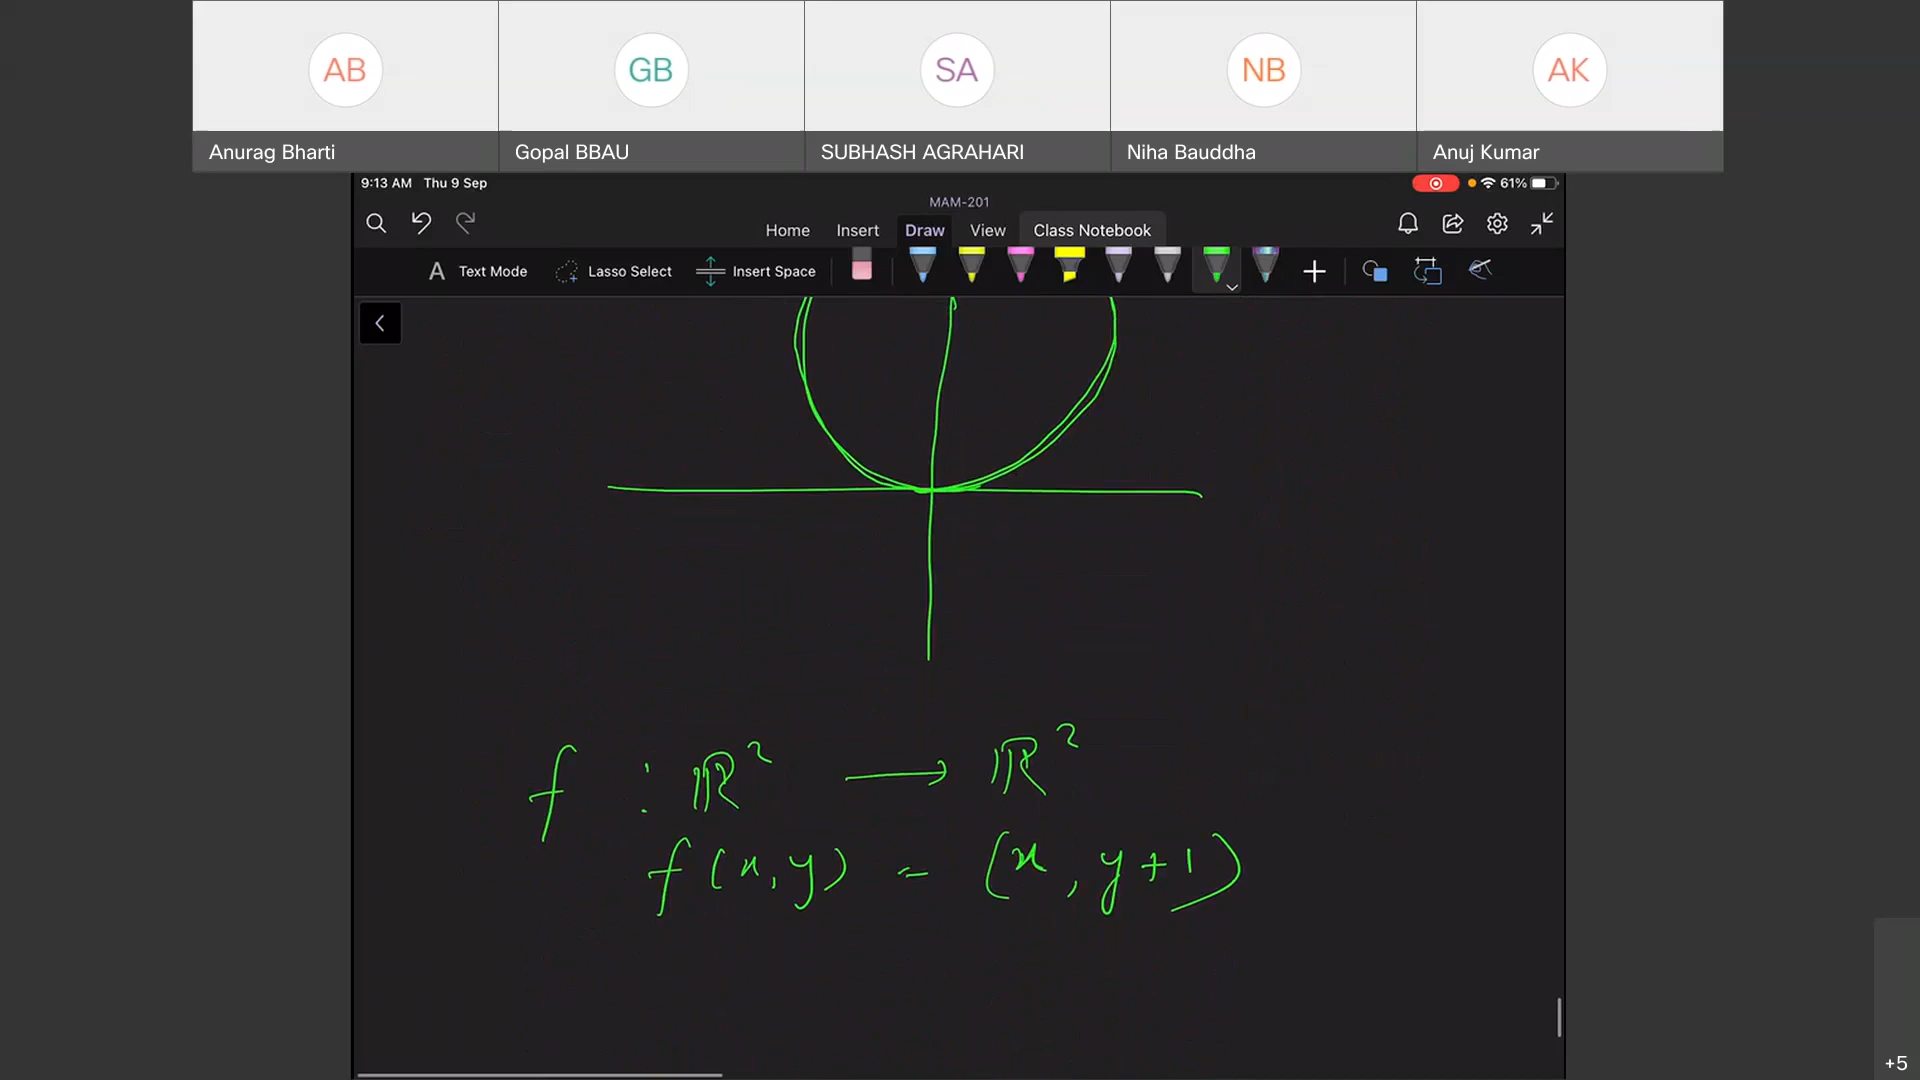 AB GB SA NB AK
Anurag Bharti Gopal BBAU SUBHASH AGRAHARI Niha Bauddha Anuj Kumar
9:13 AM Thu 9 Sep 61%
MAM-201
Home Insert Draw View Class Notebook
A Text Mode Lasso Select Insert Space
f : ℝ² → ℝ²
f(x,y) = (x, y+1)
+5